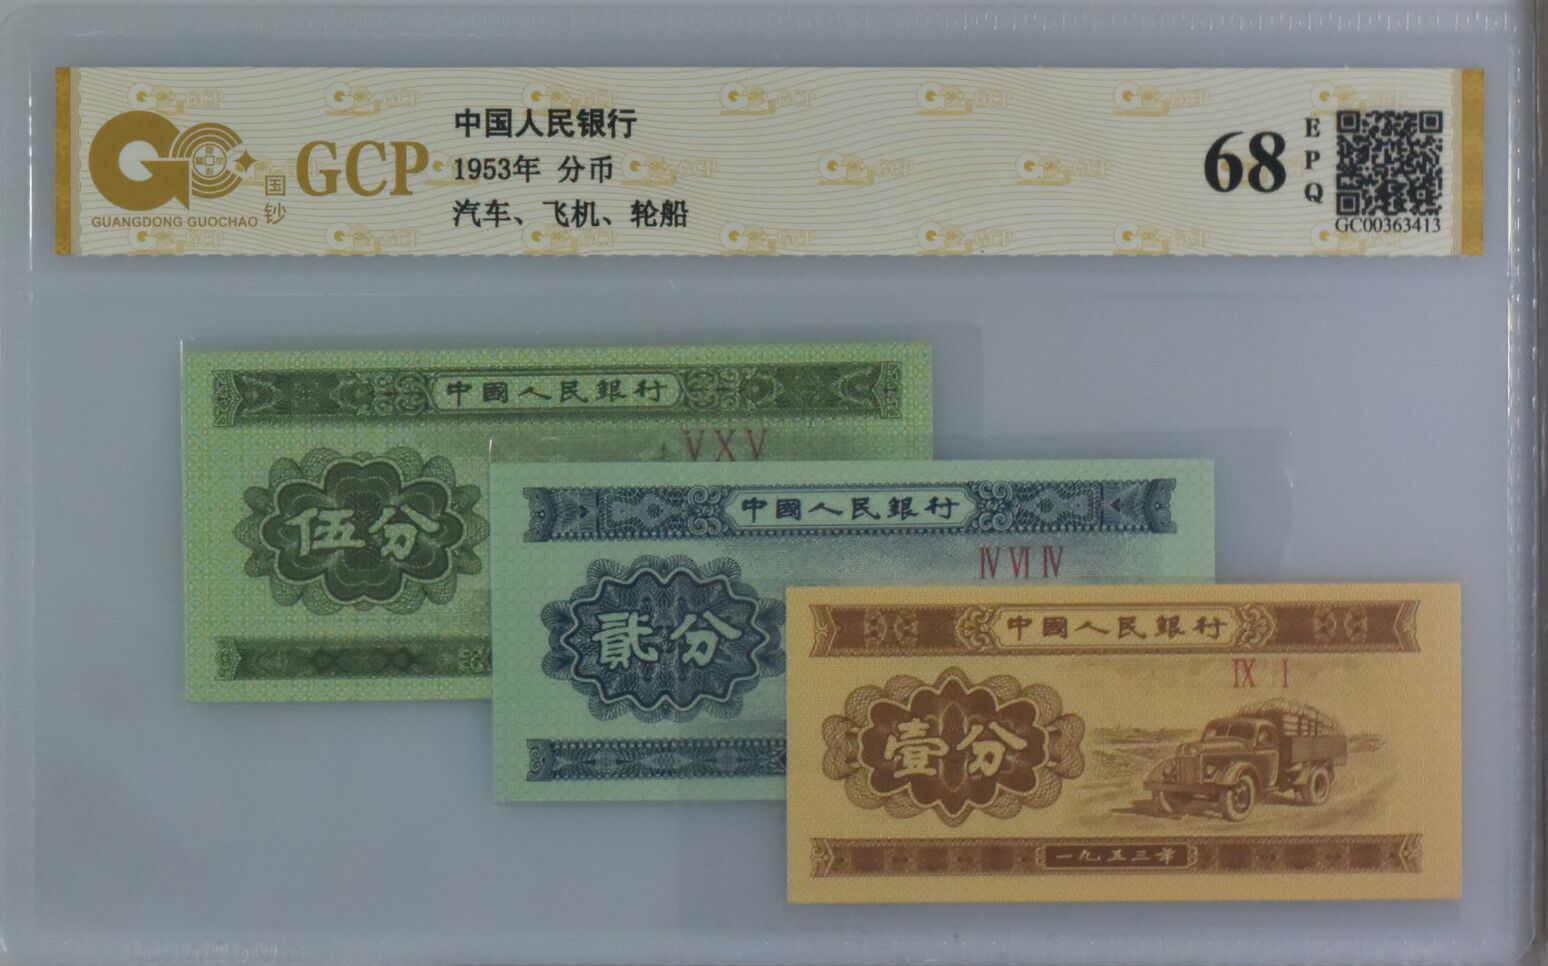 GCP
国钞
GUANGDONG GUOCHAO
中国人民银行
1953年 分币
汽车、飞机、轮船
68
EPQ
GC00363413
中國人民銀行
V X V
伍分
中國人民銀行
IV VI IV
貳分
中國人民銀行
IX I
壹分
一九五三年